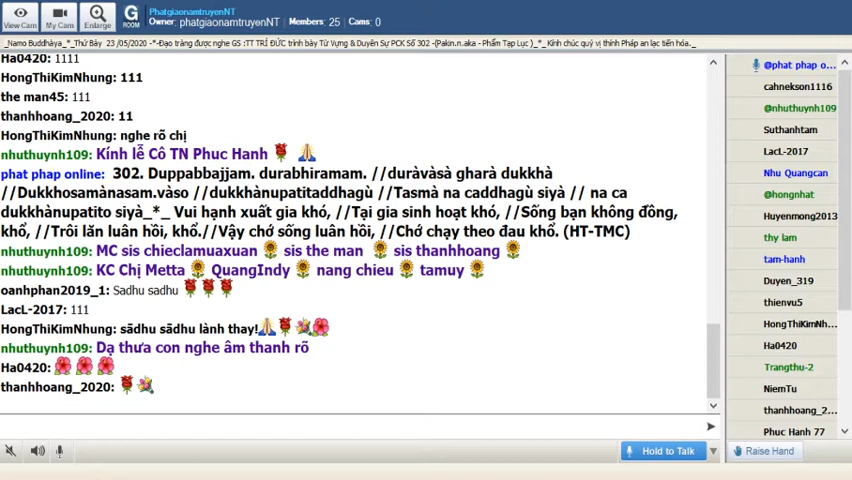 View Cam
My Cam
Enlarge
G
ROOM
PhatgiaonamtruyenNT
Owner: phatgiaonamtruyenNT
Members: 25
Cams: 0
_Namo Buddhàya_*_Thứ Bảy 23 /05/2020 -*-Đạo tràng được nghe GS :TT TRÍ ĐỨC trình bày Từ Vựng & Duyên Sự PCK Số 302 -(Pakin.n.aka - Phẩm Tạp Lục )_*_ Kính chúc quý vị thính Pháp an lạc tiến hóa._
Ha0420: 1111
HongThiKimNhung: 111
the man45: 111
thanhhoang_2020: 11
HongThiKimNhung: nghe rõ chị
nhuthuynh109: Kính lễ Cô TN Phuc Hanh
phat phap online: 302. Duppabbajjam. durabhiramam. //duràvàsà gharà dukkhà
//Dukkhosamànasam.vàso //dukkhànupatitaddhagù //Tasmà na caddhagù siyà // na ca
dukkhànupatito siyà_*_ Vui hạnh xuất gia khó, //Tại gia sinh hoạt khó, //Sống bạn không đồng,
khổ, //Trôi lăn luân hồi, khổ.//Vậy chớ sống luân hồi, //Chớ chạy theo đau khổ. (HT-TMC)
nhuthuynh109: MC sis chieclamuaxuan sis the man sis thanhhoang
nhuthuynh109: KC Chị Metta QuangIndy nang chieu tamuy
oanhphan2019_1: Sadhu sadhu
LacL-2017: 111
HongThiKimNhung: sādhu sādhu lành thay!
nhuthuynh109: Dạ thưa con nghe âm thanh rõ
Ha0420:
thanhhoang_2020:
@phat phap o...
cahnekson1116
@nhuthuynh109
Suthanhtam
LacL-2017
Nhu Quangcan
@hongnhat
Huyenmong2013
thy lam
tam-hanh
Duyen_319
thienvu5
HongThiKimNh...
Ha0420
Trangthu-2
NiemTu
thanhhoang_2...
Phuc Hanh 77
Hold to Talk
Raise Hand